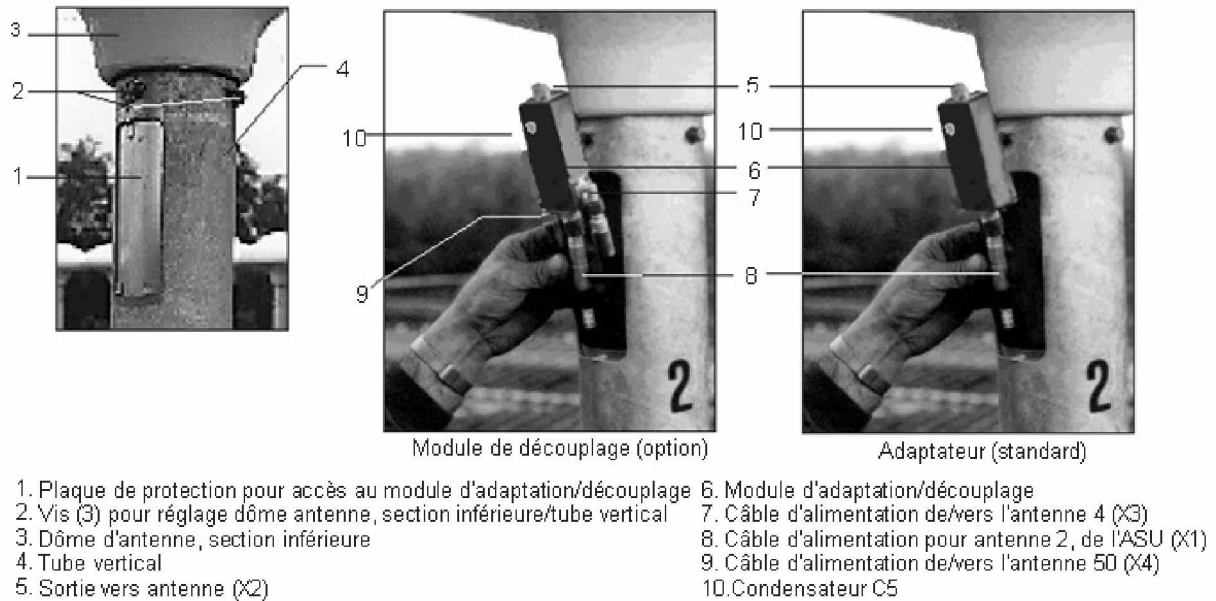 3
2
1
4
10
9
5
6
7
8
10
2
2
Module de découplage (option)
Adaptateur (standard)
1. Plaque de protection pour accès au module d'adaptation/découplage
2. Vis (3) pour réglage dôme antenne, section inférieure/tube vertical
3. Dôme d'antenne, section inférieure
4. Tube vertical
5. Sortie vers antenne (X2)
6. Module d'adaptation/découplage
7. Câble d'alimentation de/vers l'antenne 4 (X3)
8. Câble d'alimentation pour antenne 2, de l'ASU (X1)
9. Câble d'alimentation de/vers l'antenne 50 (X4)
10.Condensateur C5